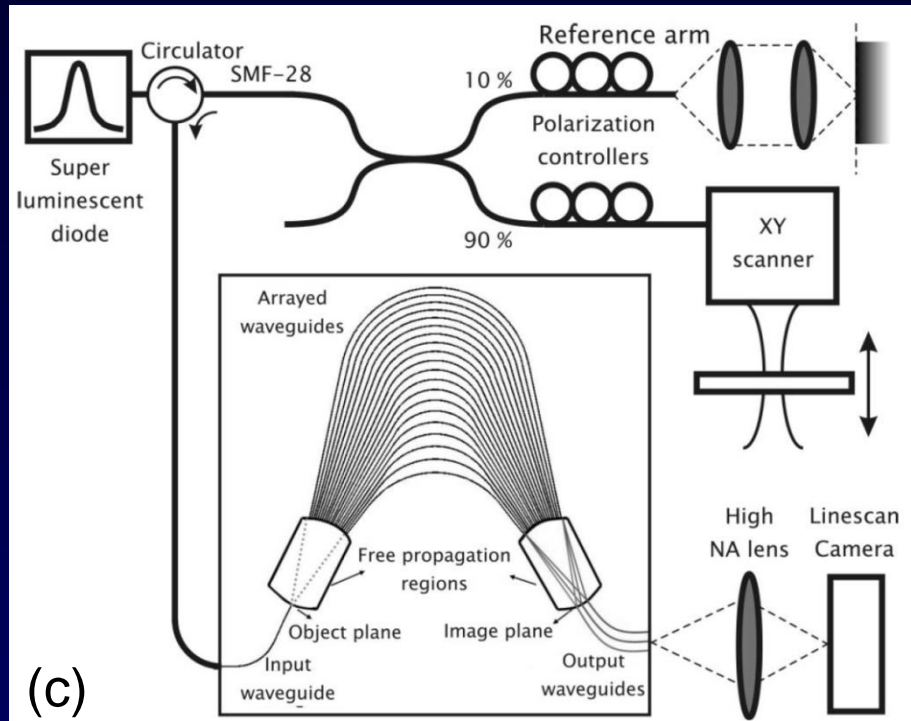 Circulator
SMF-28
Super
luminescent
diode
10 %
Reference arm
Polarization
controllers
90 %
XY
scanner
Arrayed
waveguides
Free propagation
regions
Object plane
Image plane
Input
waveguide
Output
waveguides
High
NA lens
Linescan
Camera
(c)